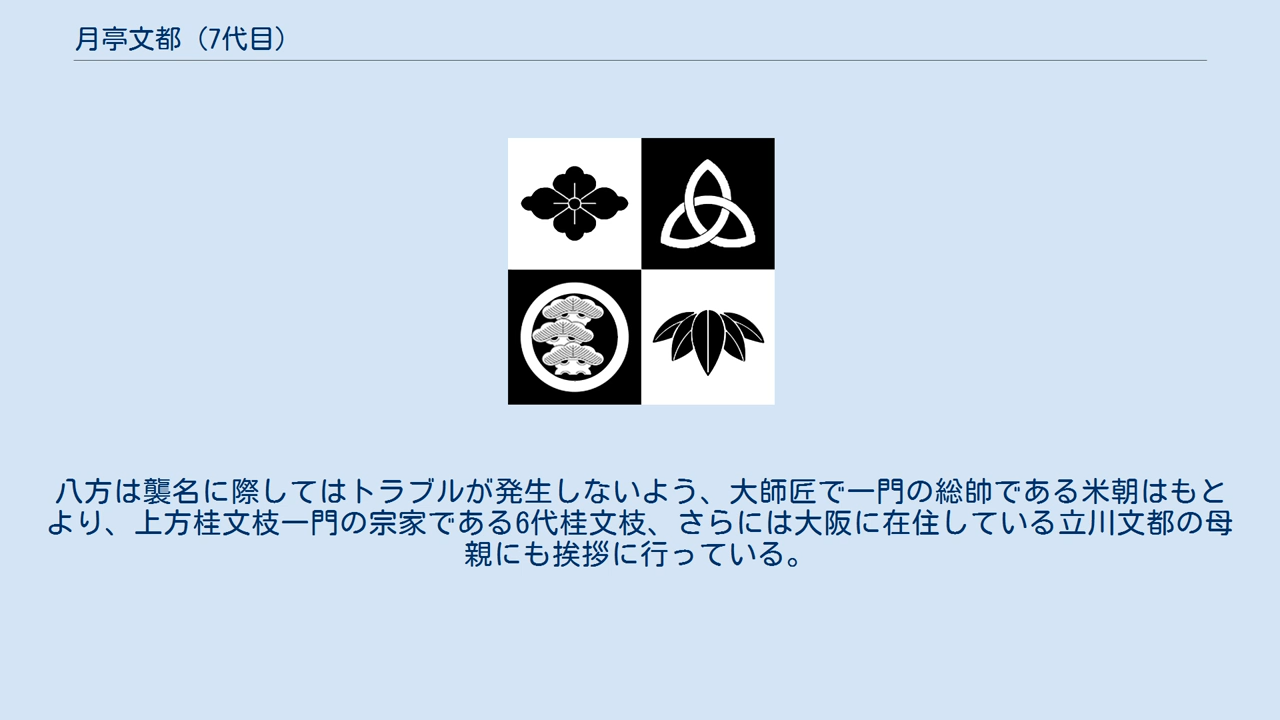 月亭文都（7代目）
八方は襲名に際してはトラブルが発生しないよう、大師匠で一門の総帥である米朝はもと
より、上方桂文枝一門の宗家である6代桂文枝、さらには大阪に在住している立川文都の母
親にも挨拶に行っている。